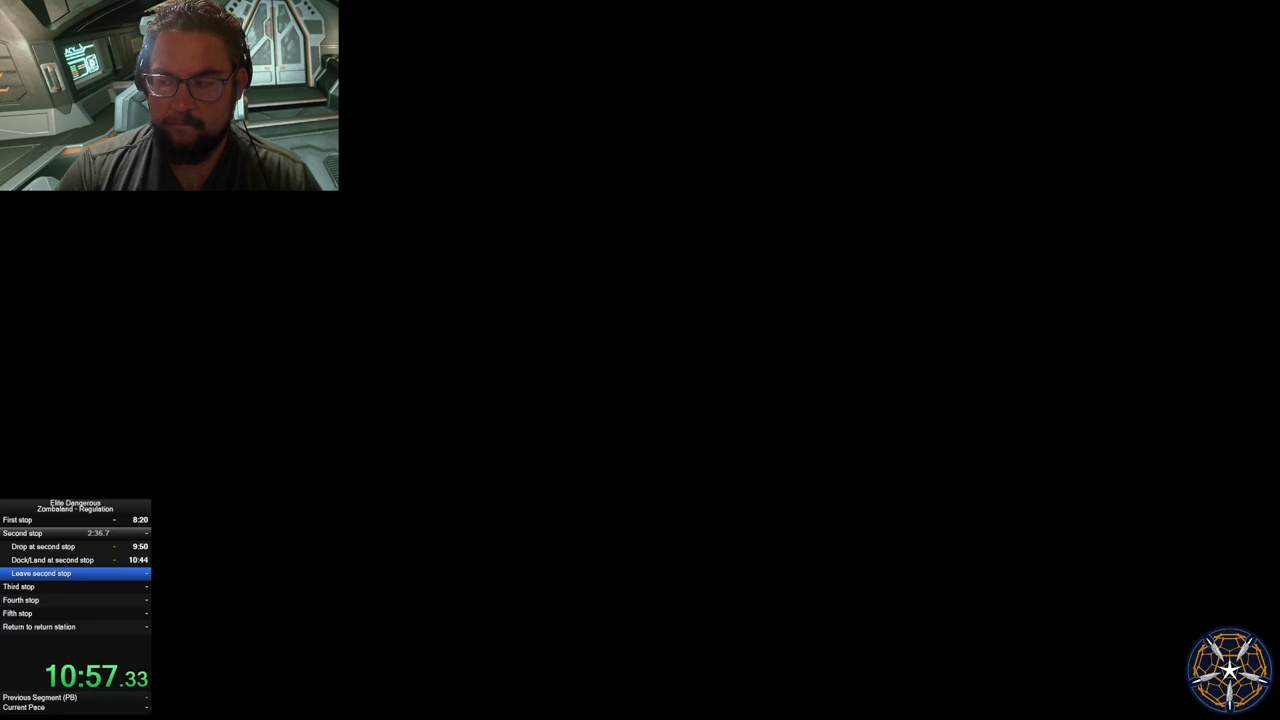 Elite Dangerous
Zombaland - Regulation
First stop - 8:20
Second stop 2:36.7 -
Drop at second stop - 9:50
Dock/Land at second stop - 10:44
Leave second stop -
Third stop -
Fourth stop -
Fifth stop -
Return to return station -
10:57.33
Previous Segment (PB) -
Current Pace -